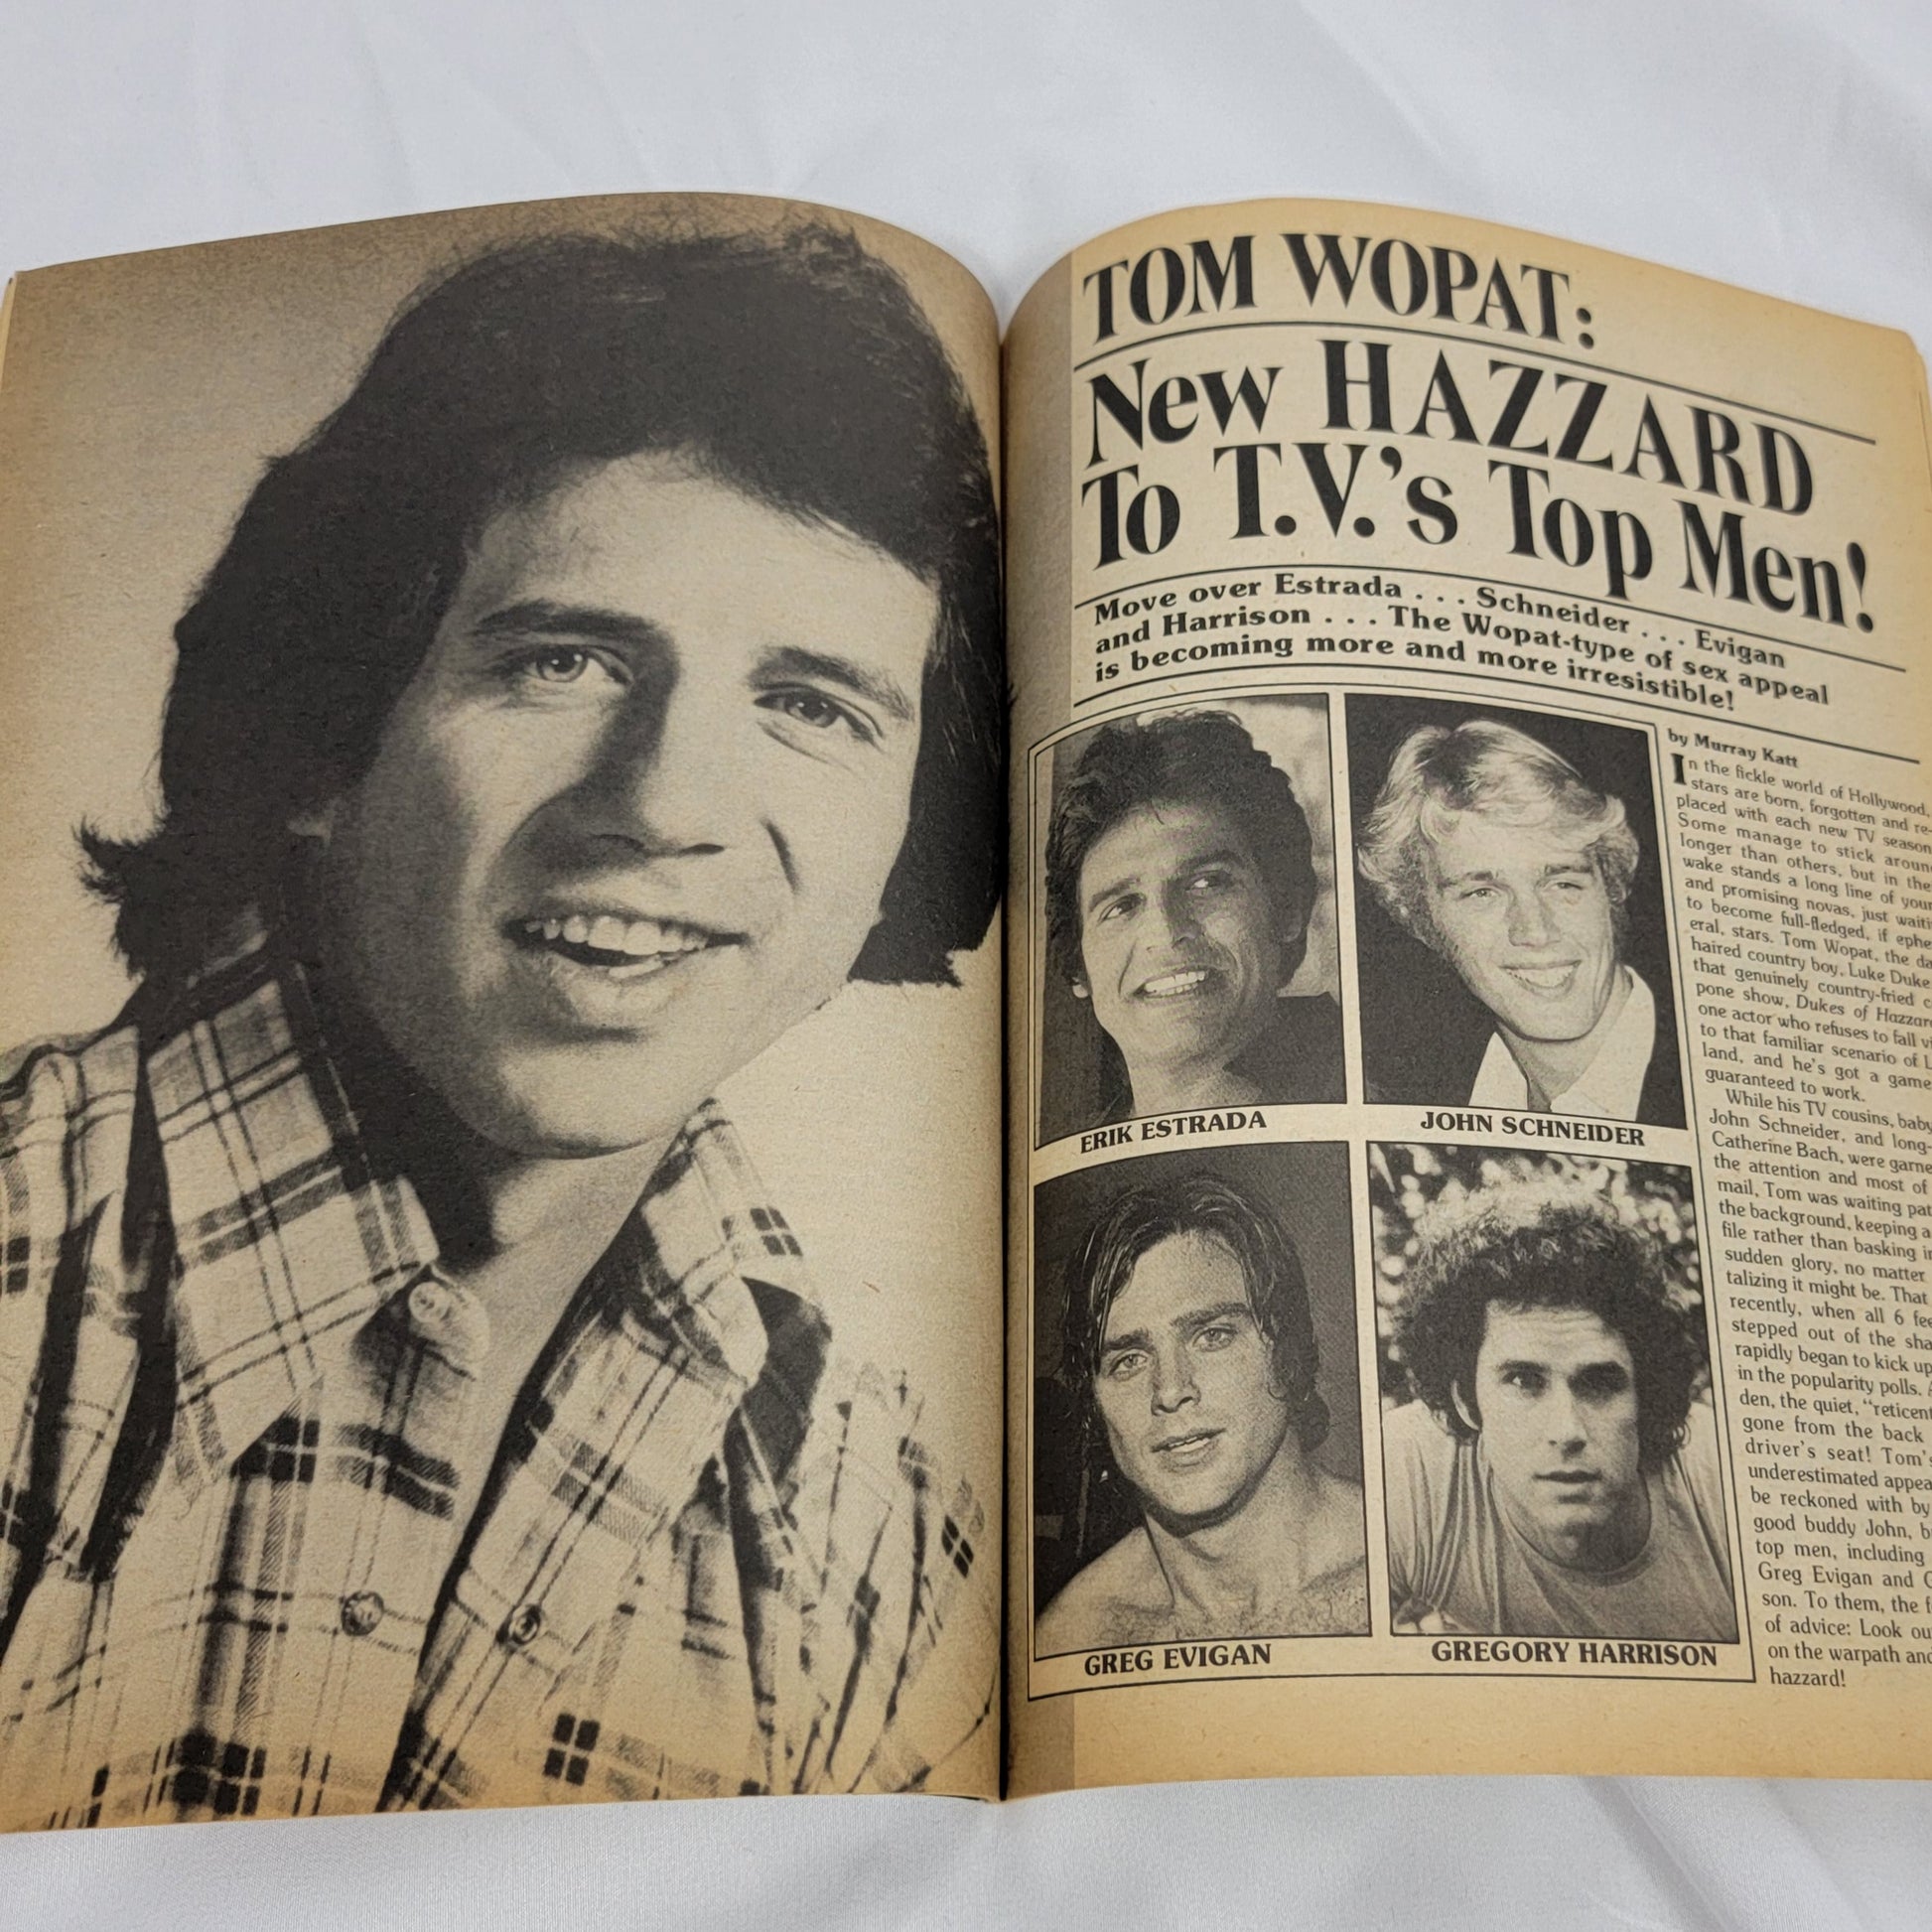 TOM WOPAT:
New HAZZARD
To T.V.'s Top Men!
Move over Estrada . . . Schneider . . . Evigan
and Harrison . . . The Wopat-type of sex appeal
is becoming more and more irresistible!
ERIK ESTRADA
JOHN SCHNEIDER
GREG EVIGAN
GREGORY HARRISON
by Murray Katt
In the fickle world of Hollywood,
stars are born, forgotten and re-
placed with each new TV season
Some manage to stick
longer than others, but in the
wake stands a long line of
and promising novas, just
to become full-fledged, if
eral, stars. Tom Wopat, the
haired country boy, Luke Duke
that genuinely country-fried
pone show, Dukes of
one actor who refuses to fall
to that familiar scenario of
land, and he's got a game
guaranteed to work.
While his TV cousins, baby
John Schneider, and long-
Catherine Bach, were
the attention and most of
mail, Tom was waiting
the background, keeping a
file rather than basking
sudden glory, no matter
talizing it might be. That
recently, when all 6
stepped out of the
rapidly began to kick up
in the popularity polls.
den, the quiet, "reticent
gone from the back
driver's seat! Tom's
underestimated
be reckoned with by
good buddy John,
top men, including
Greg Evigan and
son. To them, the
of advice: Look
on the warpath and
hazzard!